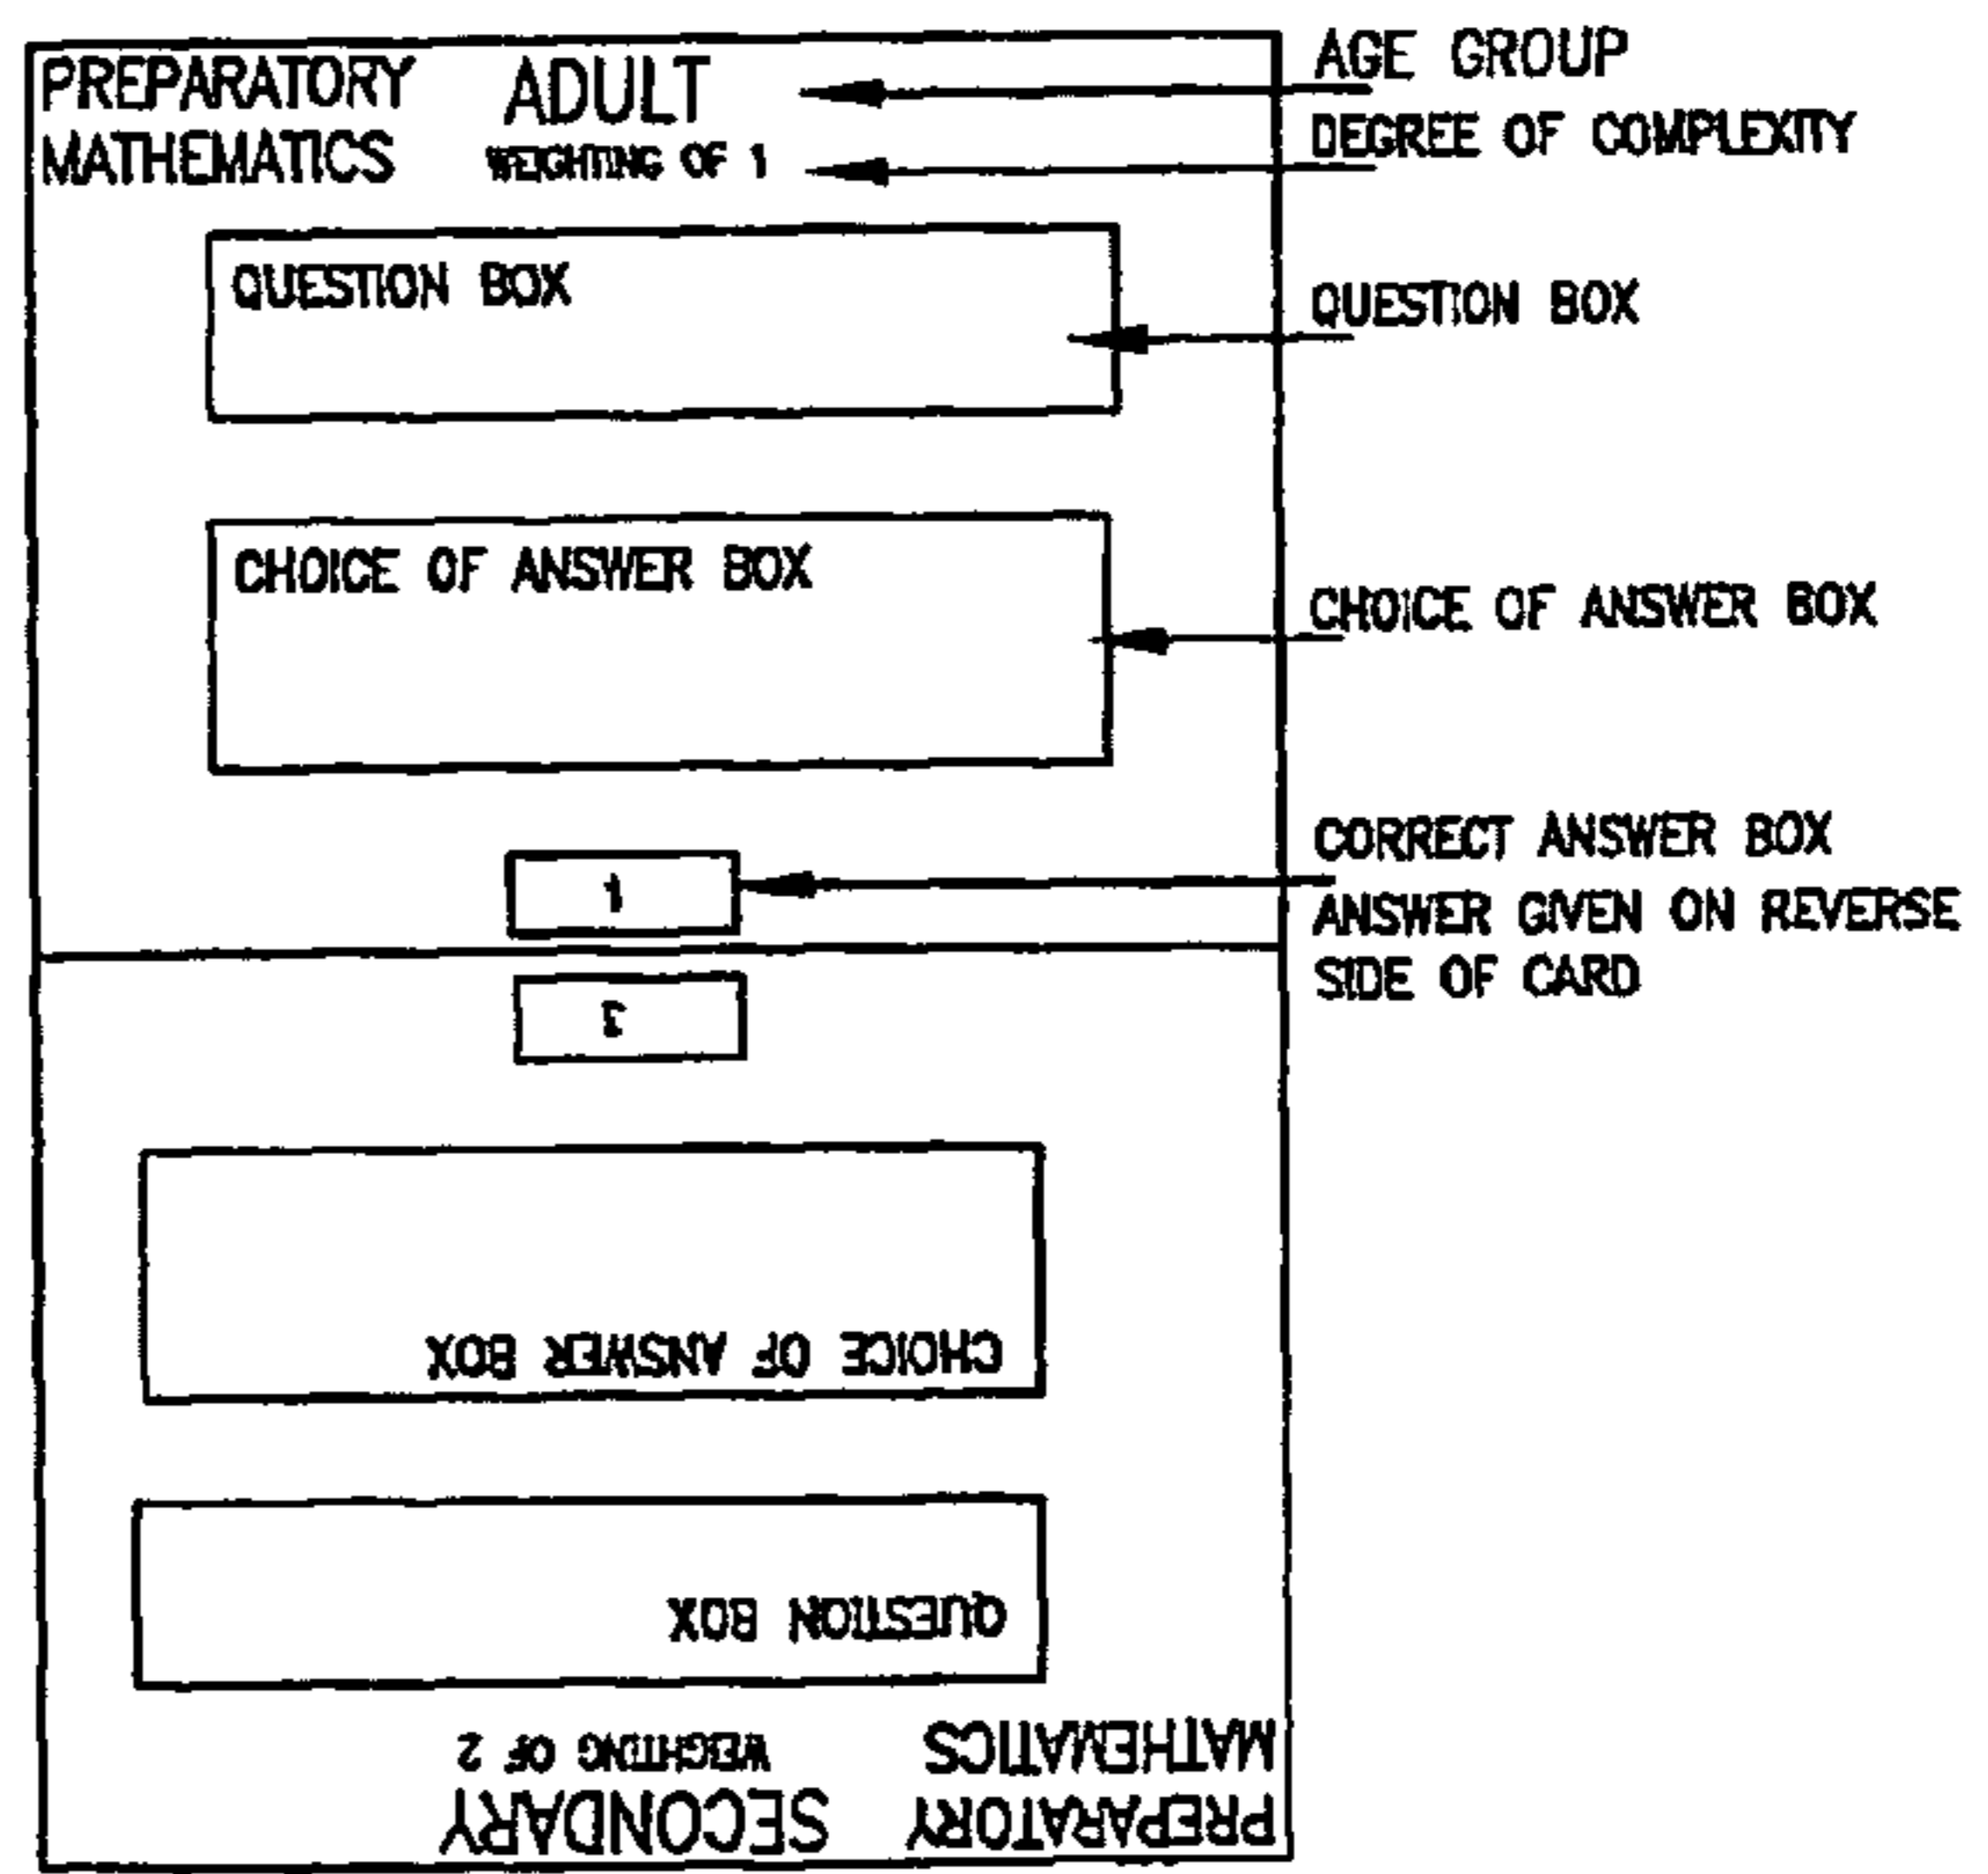 PREPARATORY
MATHEMATICS
ADULT
WEIGHTING OF 1
AGE GROUP
DEGREE OF COMPLEXITY
QUESTION BOX
QUESTION BOX
CHOICE OF ANSWER BOX
CHOICE OF ANSWER BOX
1
CORRECT ANSWER BOX
ANSWER GIVEN ON REVERSE
SIDE OF CARD
3
CHOICE OF ANSWER BOX
QUESTION BOX
PREPARATORY
MATHEMATICS
SECONDARY
WEIGHTING OF 2